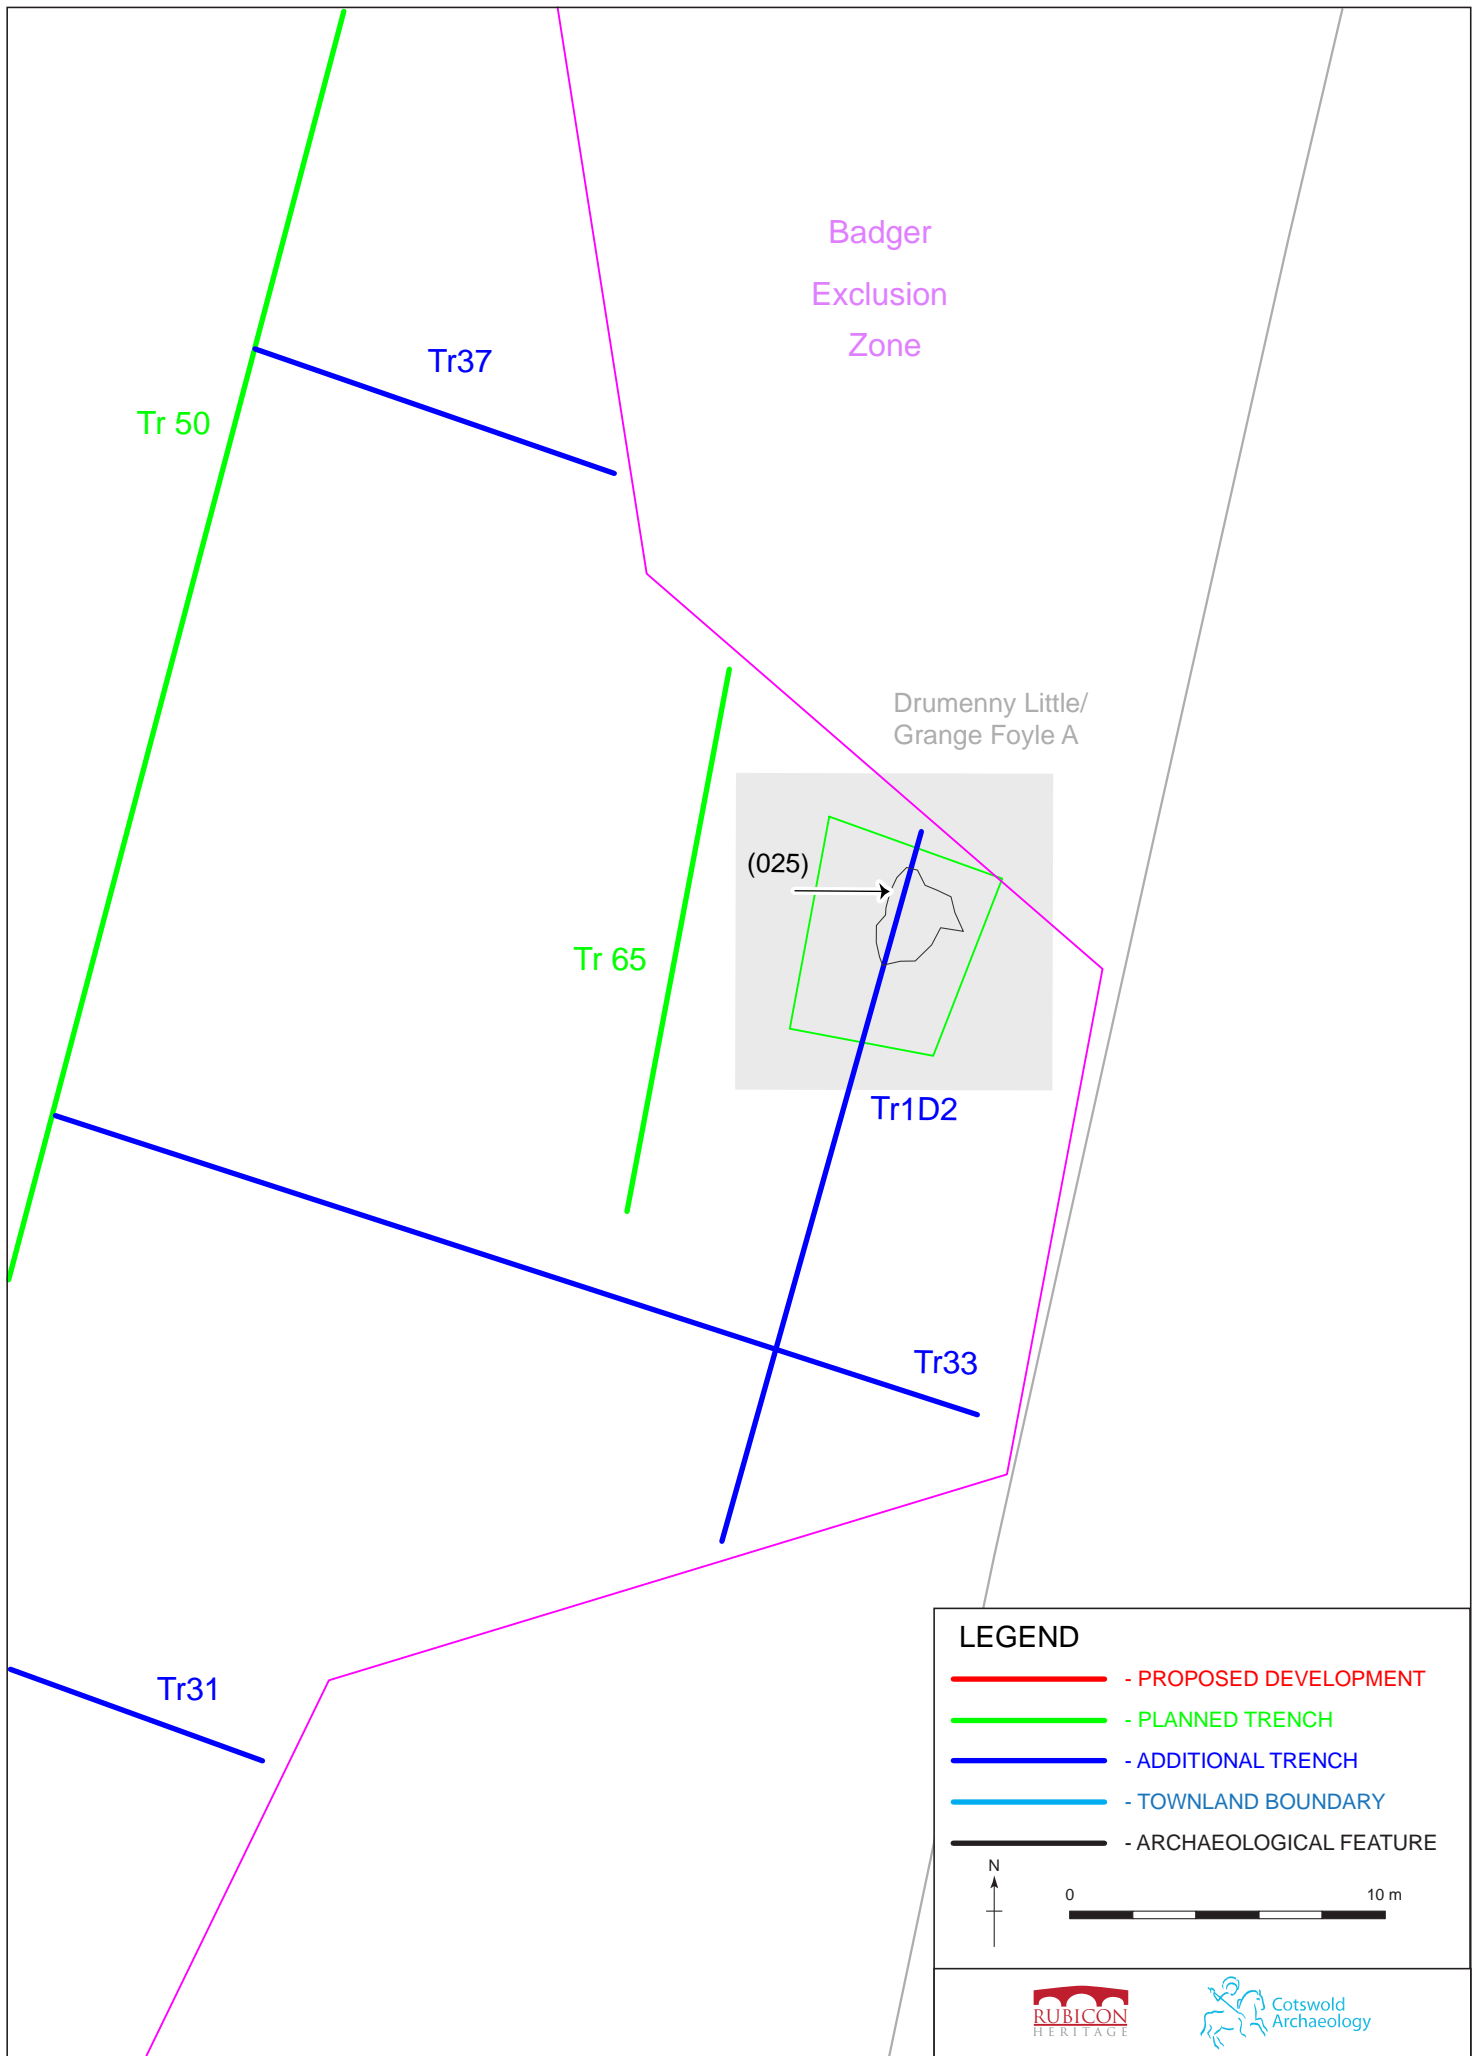 Badger
Exclusion
Zone
Tr37
Tr 50
Drumenny Little/
Grange Foyle A
(025)
Tr 65
Tr1D2
Tr33
Tr31
LEGEND
- PROPOSED DEVELOPMENT
- PLANNED TRENCH
- ADDITIONAL TRENCH
- TOWNLAND BOUNDARY
- ARCHAEOLOGICAL FEATURE
N
0 10 m
RUBICON
HERITAGE
Cotswold
Archaeology